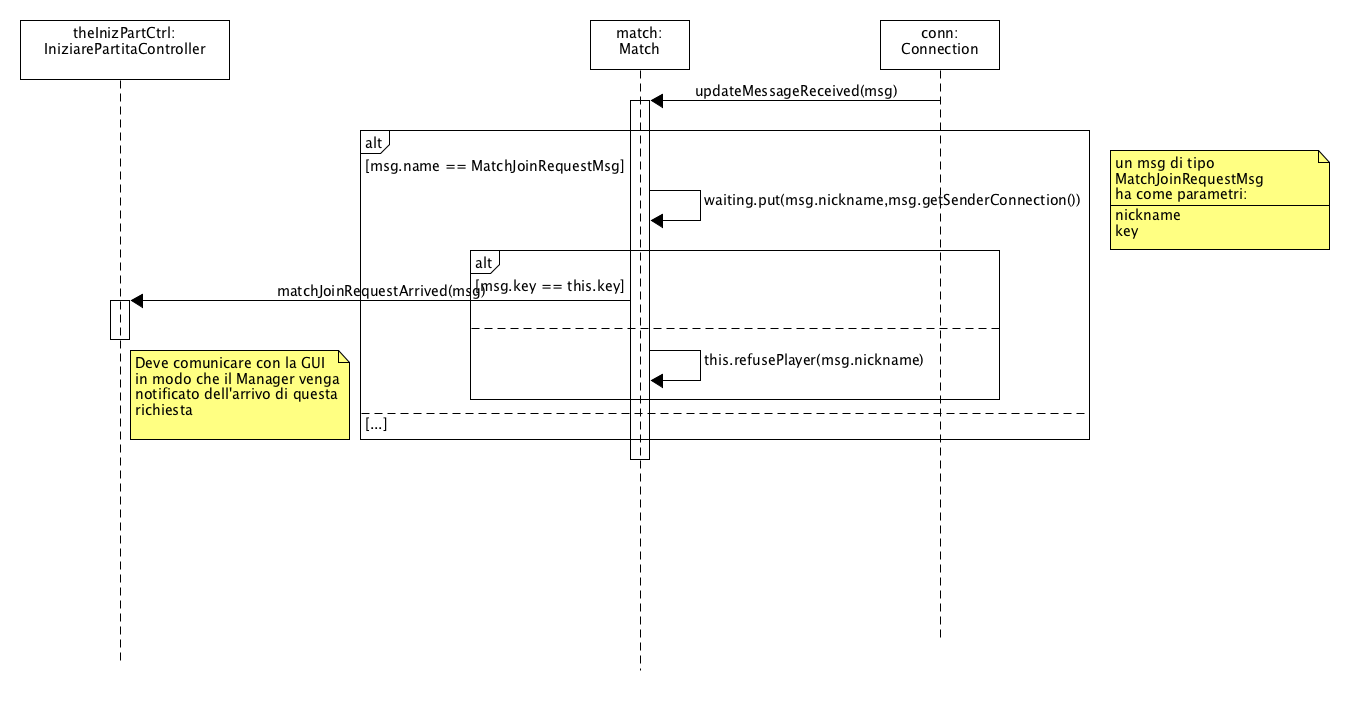 theInizPartCtrl:
IniziarePartitaController
match:
Match
conn:
Connection
updateMessageReceived(msg)
alt
[msg.name == MatchJoinRequestMsg]
un msg di tipo
MatchJoinRequestMsg
ha come parametri:
nickname
key
waiting.put(msg.nickname,msg.getSenderConnection())
alt
[msg.key == this.key]
matchJoinRequestArrived(msg)
Deve comunicare con la GUI
in modo che il Manager venga
notificato dell'arrivo di questa
richiesta
this.refusePlayer(msg.nickname)
[...]